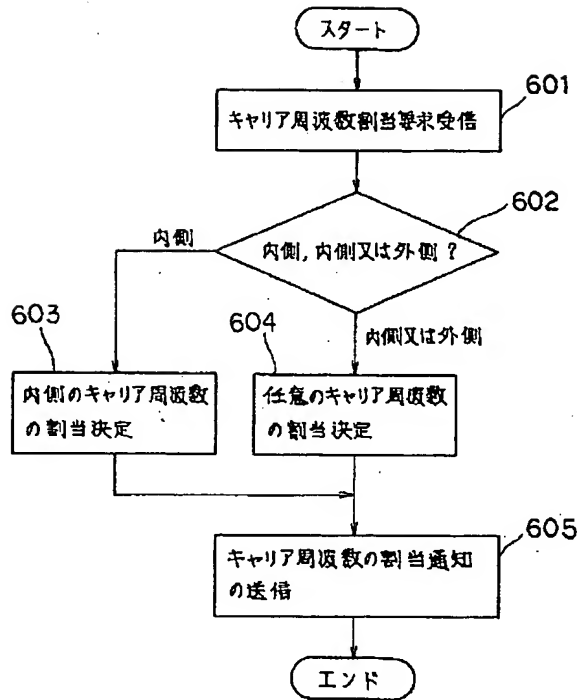 スタート
601
キャリア周波数割当要求受信
602
内側,内側又は外側?
内側
603
604
内側又は外側
内側のキャリア周波数
の割当決定
任意のキャリア周波数
の割当決定
605
キャリア周波数の割当通知
の送信
エンド